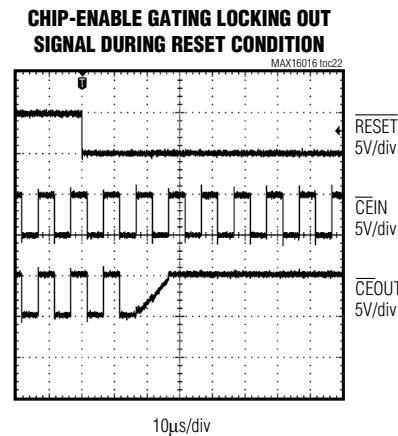 CHIP-ENABLE GATING LOCKING OUT
SIGNAL DURING RESET CONDITION
MAX16016 toc22
T
RESET
5V/div
CEIN
5V/div
CEOUT
5V/div
10µs/div